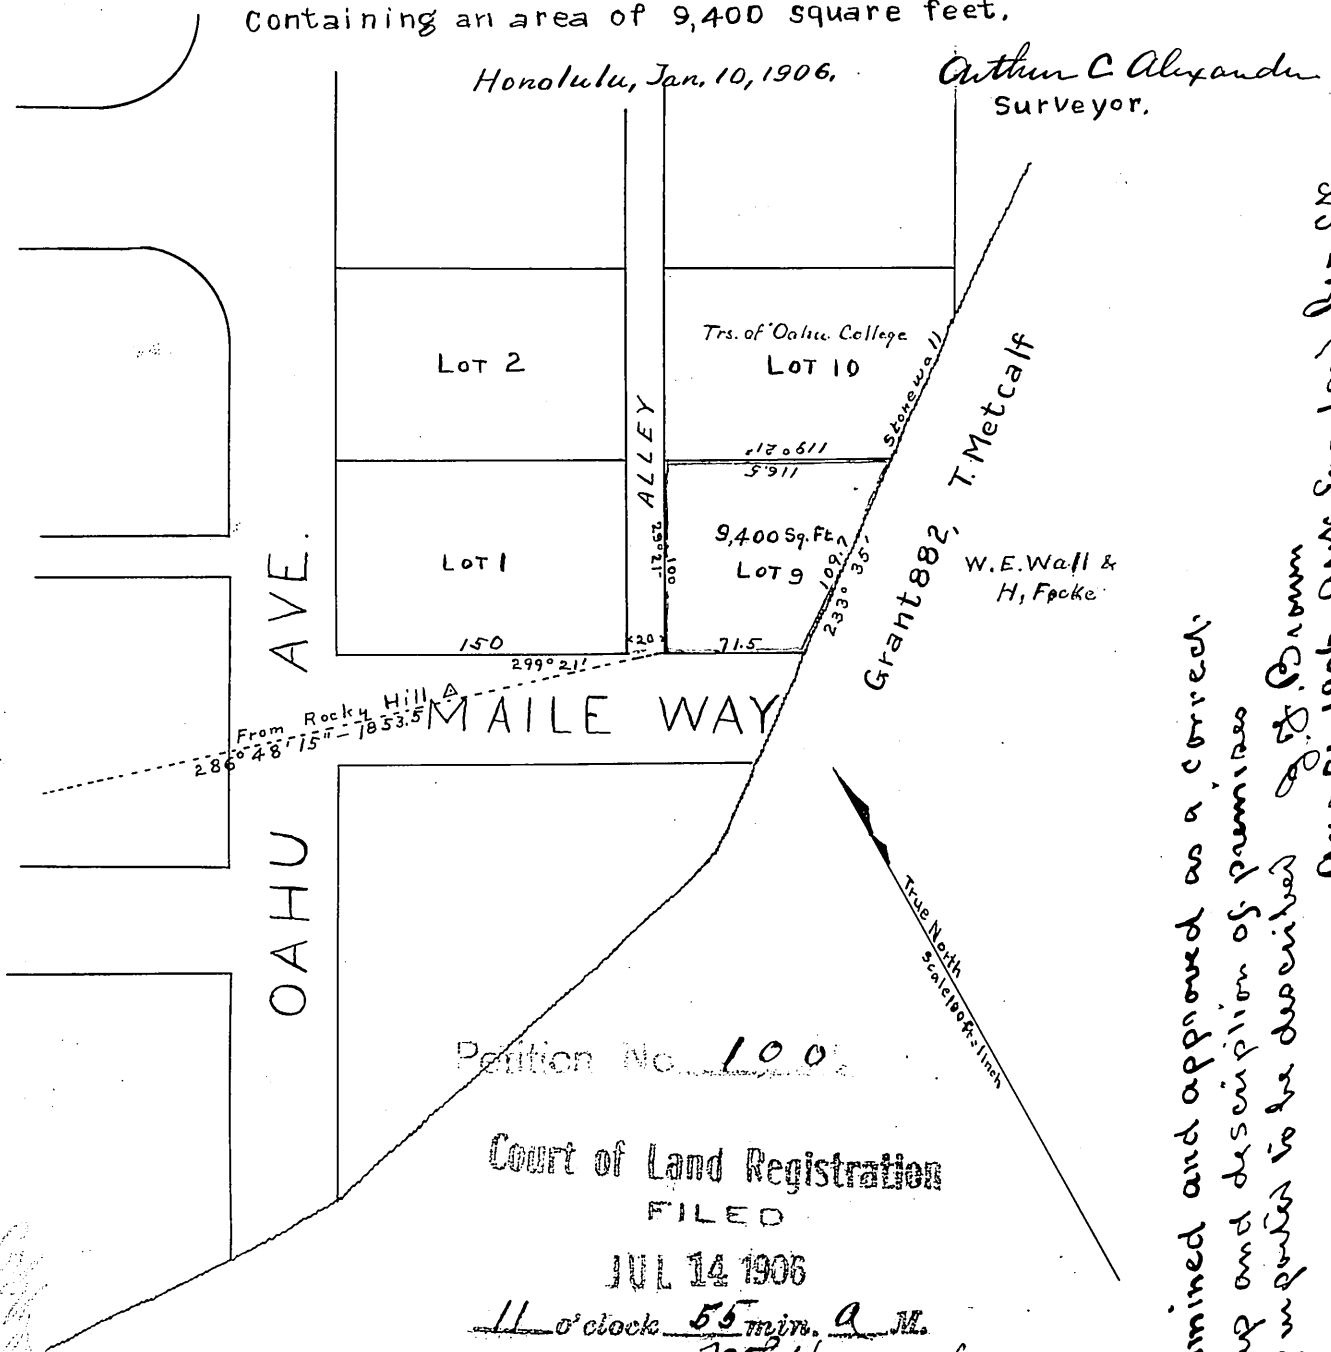 Containing an area of 9,400 square feet.
Honolulu, Jan. 10, 1906.
Arthur C Alexander
Surveyor.
Trs. of Oahu College
LOT 2
LOT 10
Stonewall
ALLEY
119°21'
116.5
LOT 1
29°21'
100
9,400 Sq. Ft.
LOT 9
109.7
233° 35'
Grant 882, T. Metcalf
W. E. Wall &
H, Focke
150
20
71.5
299°21'
From Rocky Hill △
286° 48' 15" - 1853.5
MAILE WAY
OAHU AVE.
True North
Scale 100 ft = 1 inch
Petition No. 100
Court of Land Registration
FILED
JUL 14 1906
11 o'clock 55 min. a M.
and approved as a correct
and description of premises
to be described